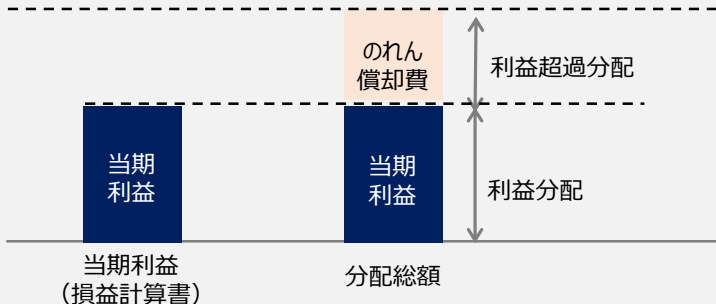 のれん
償却費
利益超過分配
当期
利益
当期
利益
利益分配
当期利益
（損益計算書）
分配総額